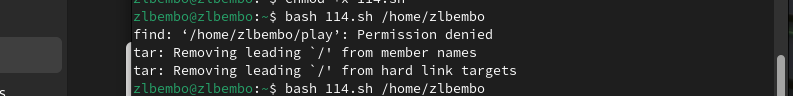 zlbembo@zlbembo:~$ chmod +x 114.sh
zlbembo@zlbembo:~$ bash 114.sh /home/zlbembo
find: ‘/home/zlbembo/play’: Permission denied
tar: Removing leading `/' from member names
tar: Removing leading `/' from hard link targets
zlbembo@zlbembo:~$ bash 114.sh /home/zlbembo